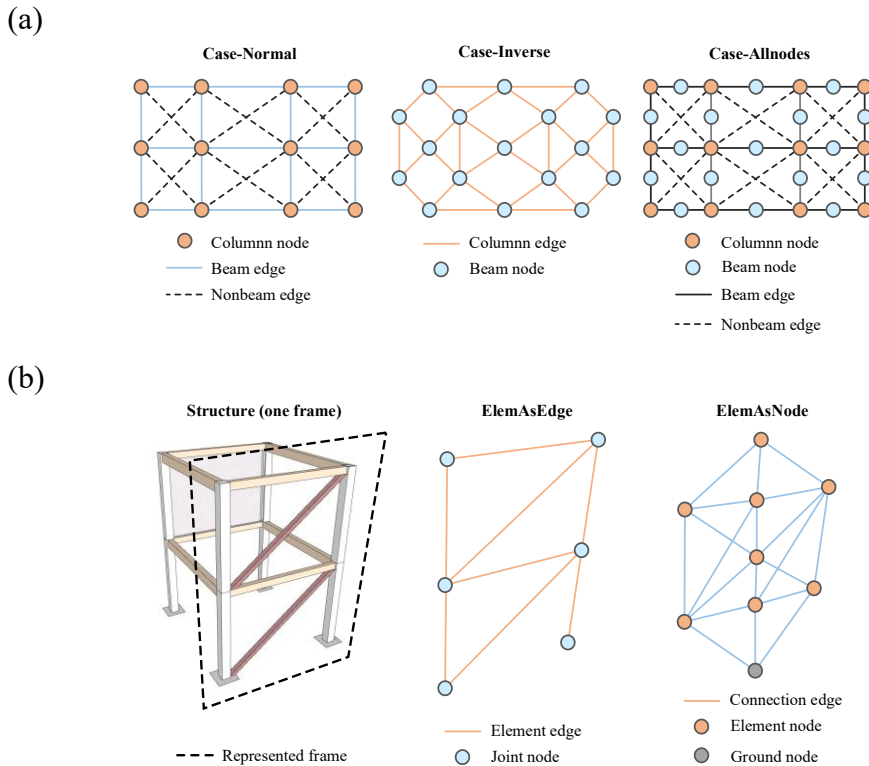 (a)
Case-Normal
Case-Inverse
Case-Allnodes
Columnn node
Beam edge
Nonbeam edge
Columnn edge
Beam node
Columnn node
Beam node
Beam edge
Nonbeam edge
(b)
Structure (one frame)
ElemAsEdge
ElemAsNode
Represented frame
Element edge
Joint node
Connection edge
Element node
Ground node